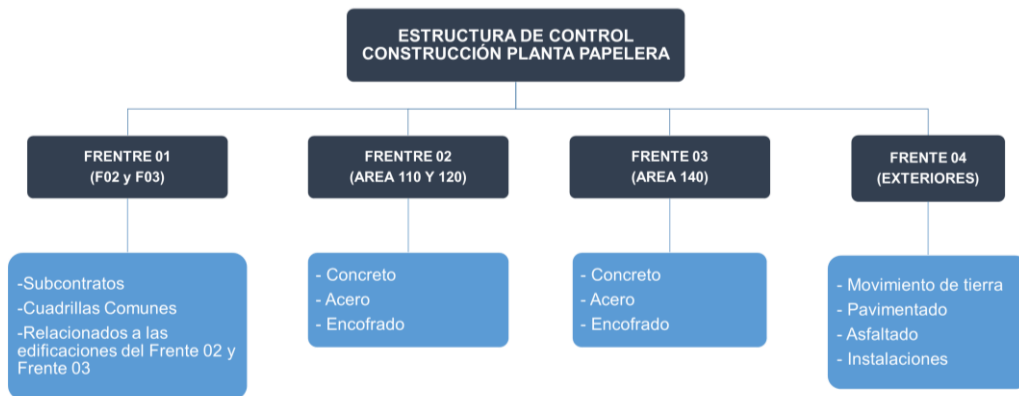 ESTRUCTURA DE CONTROL
CONSTRUCCIÓN PLANTA PAPELERA
FRENTRE 01
(F02 y F03)
FRENTRE 02
(AREA 110 Y 120)
FRENTE 03
(AREA 140)
FRENTE 04
(EXTERIORES)
-Subcontratos
-Cuadrillas Comunes
-Relacionados a las
edificaciones del Frente 02 y
Frente 03
- Concreto
- Acero
- Encofrado
- Concreto
- Acero
- Encofrado
- Movimiento de tierra
- Pavimentado
- Asfaltado
- Instalaciones